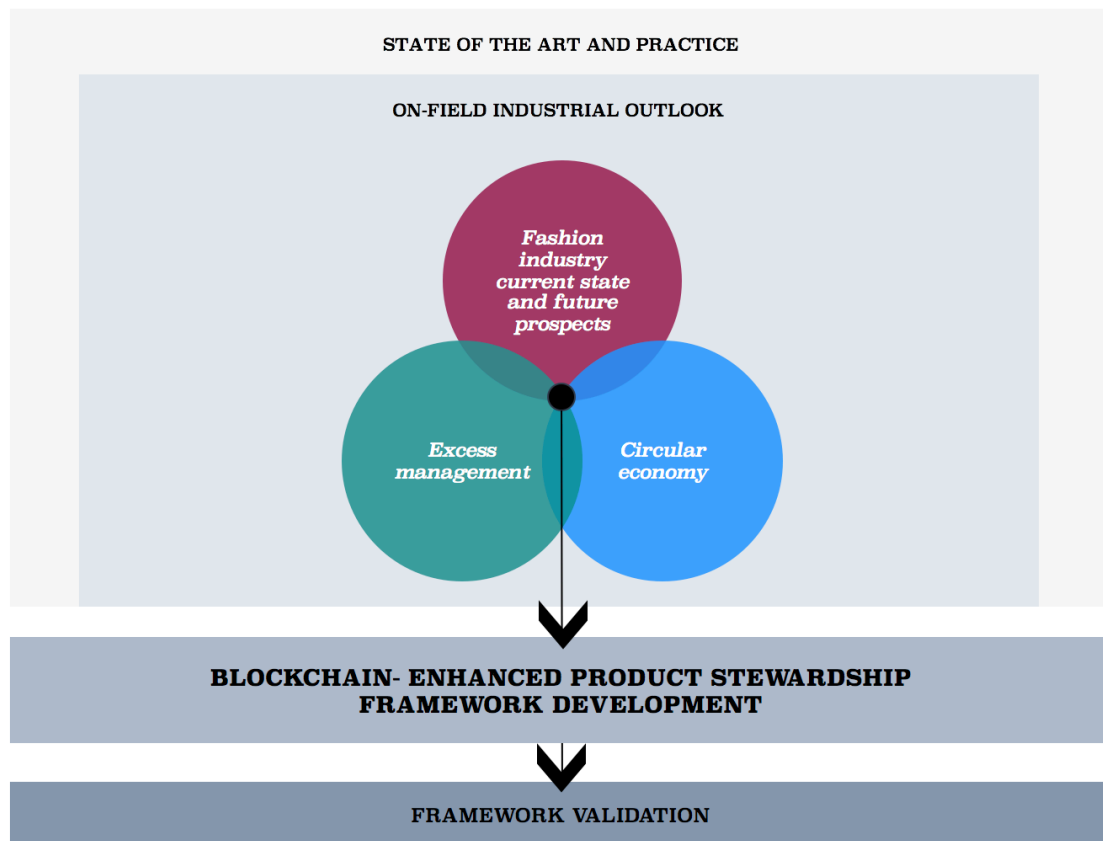 STATE OF THE ART AND PRACTICE
ON-FIELD INDUSTRIAL OUTLOOK
Fashion
industry
current state
and future
prospects
Excess
management
Circular
economy
BLOCKCHAIN- ENHANCED PRODUCT STEWARDSHIP
FRAMEWORK DEVELOPMENT
FRAMEWORK VALIDATION